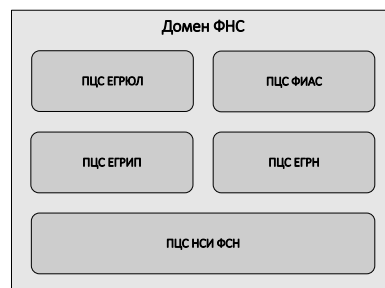 Домен ФНС
ПЦС ЕГРЮЛ
ПЦС ФИАС
ПЦС ЕГРИП
ПЦС ЕГРН
ПЦС НСИ ФСН